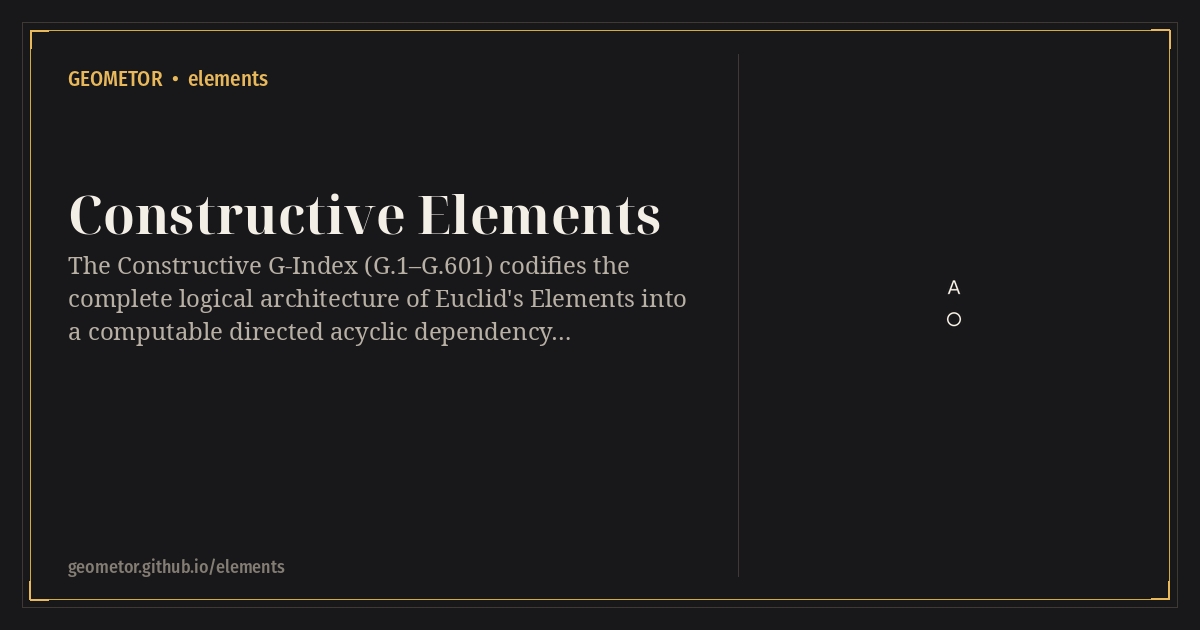 GEOMETOR • elements
Constructive Elements
The Constructive G-Index (G.1–G.601) codifies the
complete logical architecture of Euclid's Elements into
a computable directed acyclic dependency...
A
geometor.github.io/elements